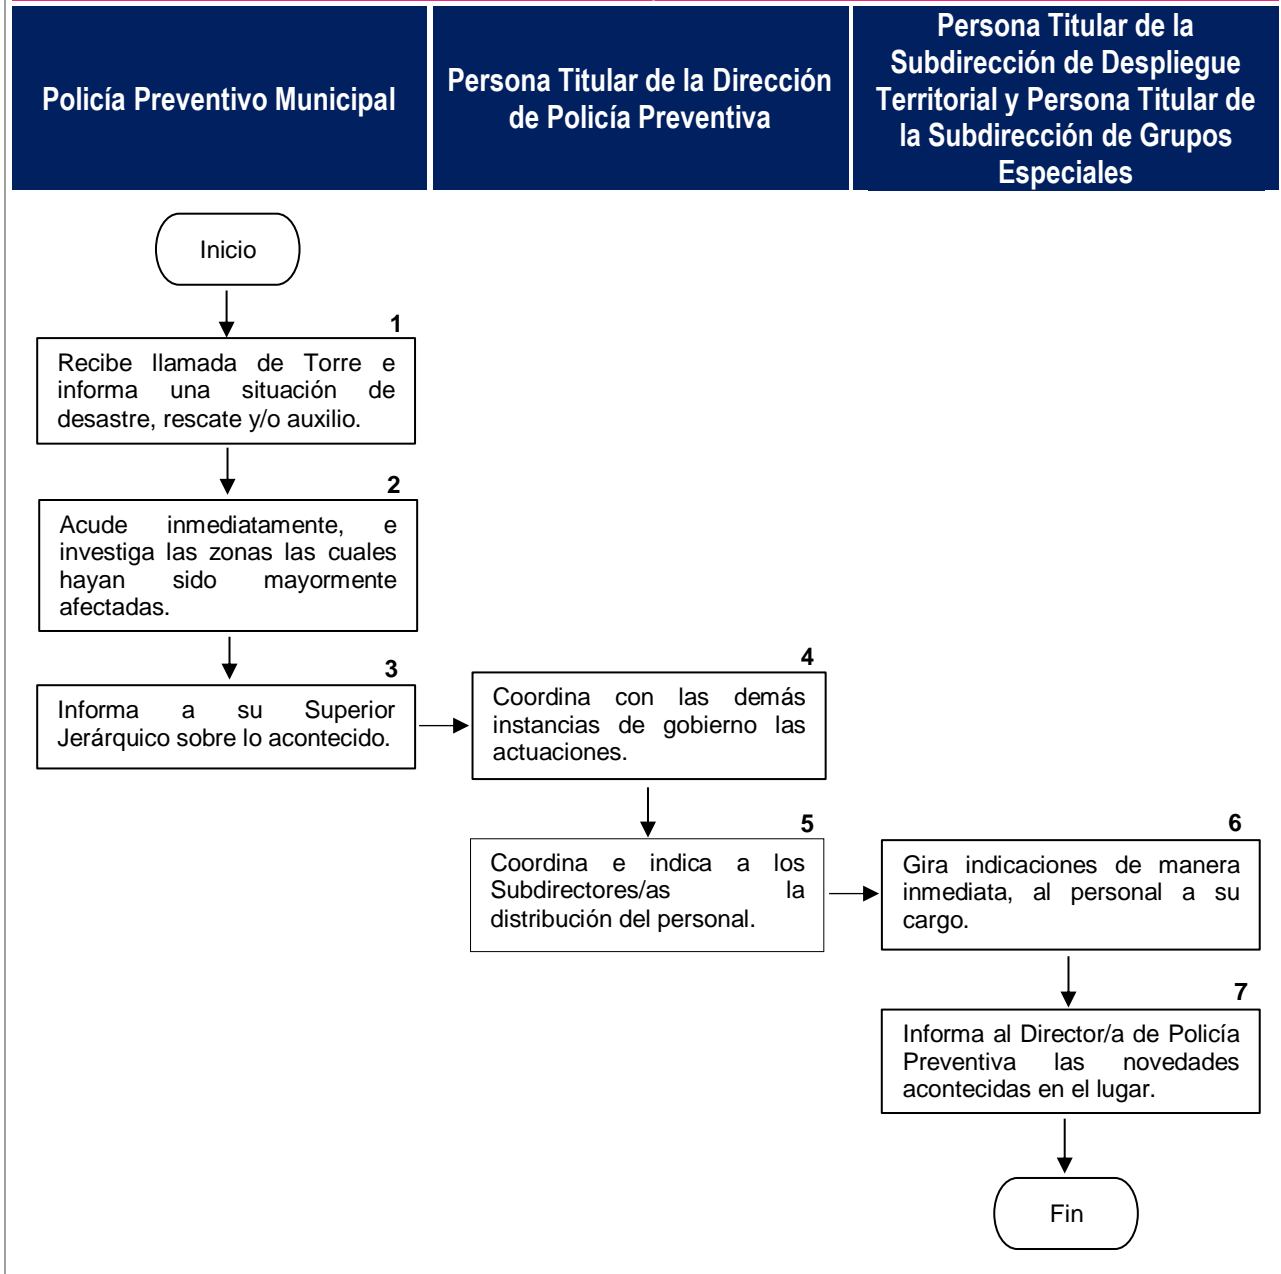 Policía Preventivo Municipal
Persona Titular de la Dirección
de Policía Preventiva
Persona Titular de la
Subdirección de Despliegue
Territorial y Persona Titular de
la Subdirección de Grupos
Especiales
Inicio
1
Recibe llamada de Torre e
informa una situación de
desastre, rescate y/o auxilio.
2
Acude inmediatamente, e
investiga las zonas las cuales
hayan sido mayormente
afectadas.
3
Informa a su Superior
Jerárquico sobre lo acontecido.
4
Coordina con las demás
instancias de gobierno las
actuaciones.
5
Coordina e indica a los
Subdirectores/as la
distribución del personal.
6
Gira indicaciones de manera
inmediata, al personal a su
cargo.
7
Informa al Director/a de Policía
Preventiva las novedades
acontecidas en el lugar.
Fin